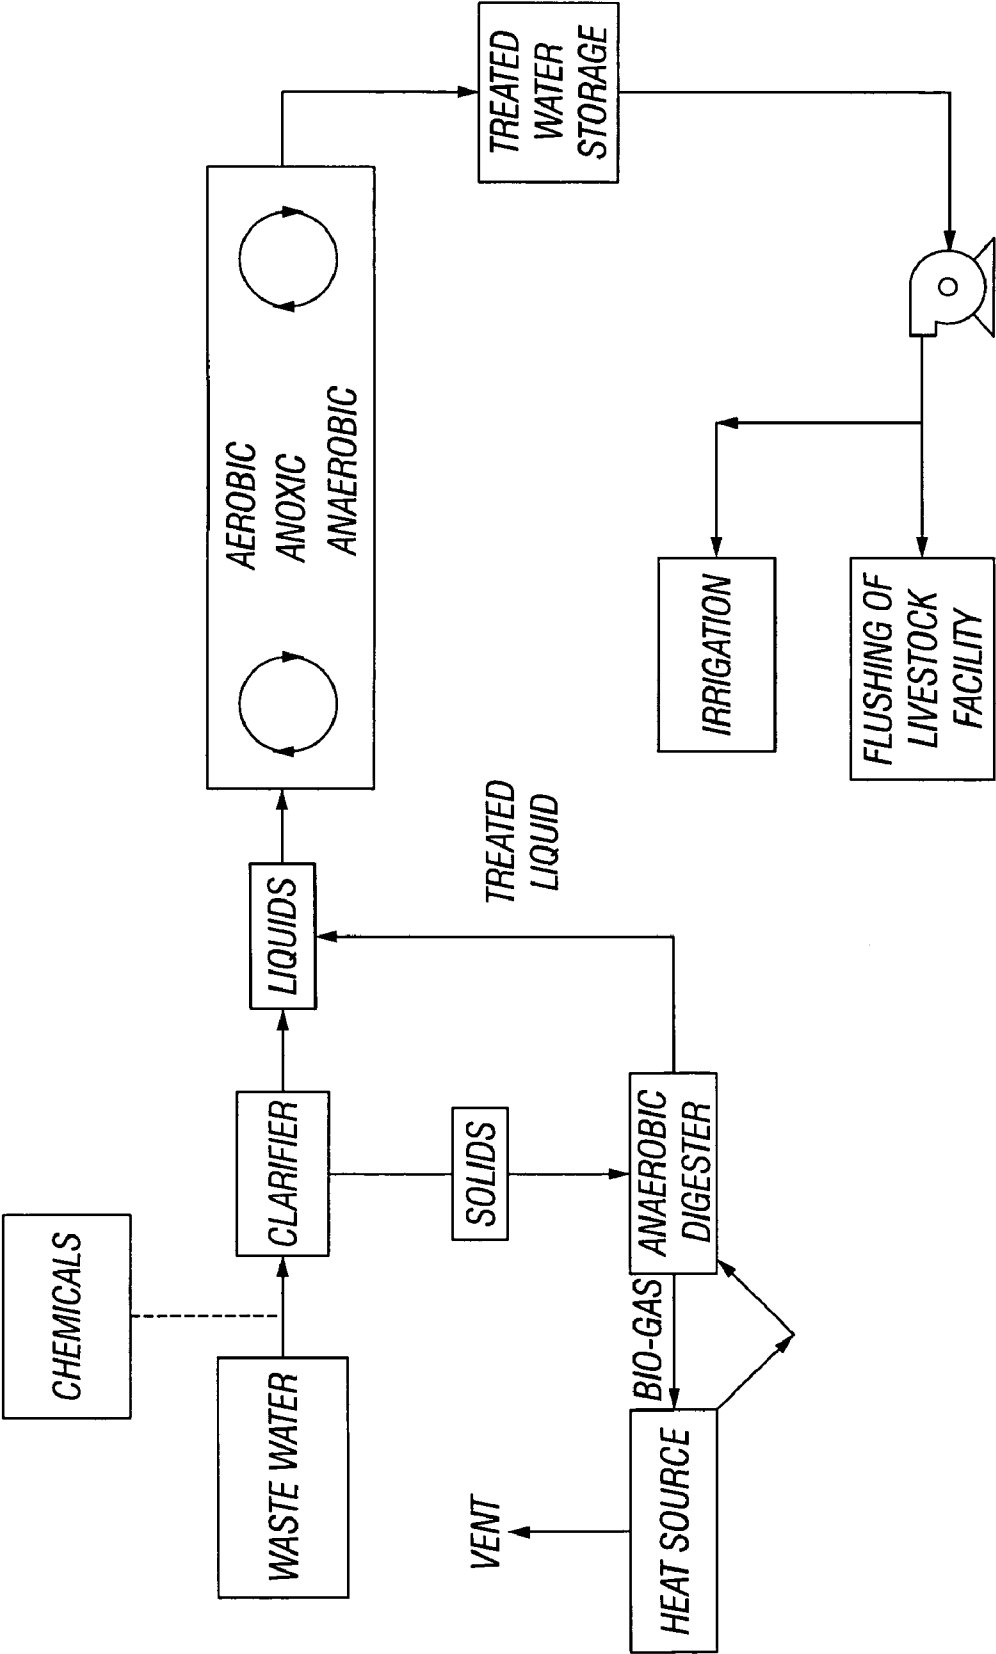 CHEMICALS
WASTE WATER
CLARIFIER
LIQUIDS
AEROBIC
ANOXIC
ANAEROBIC
TREATED
WATER
STORAGE
SOLIDS
TREATED
LIQUID
VENT
HEAT SOURCE
BIO-GAS
ANAEROBIC
DIGESTER
IRRIGATION
FLUSHING OF
LIVESTOCK
FACILITY